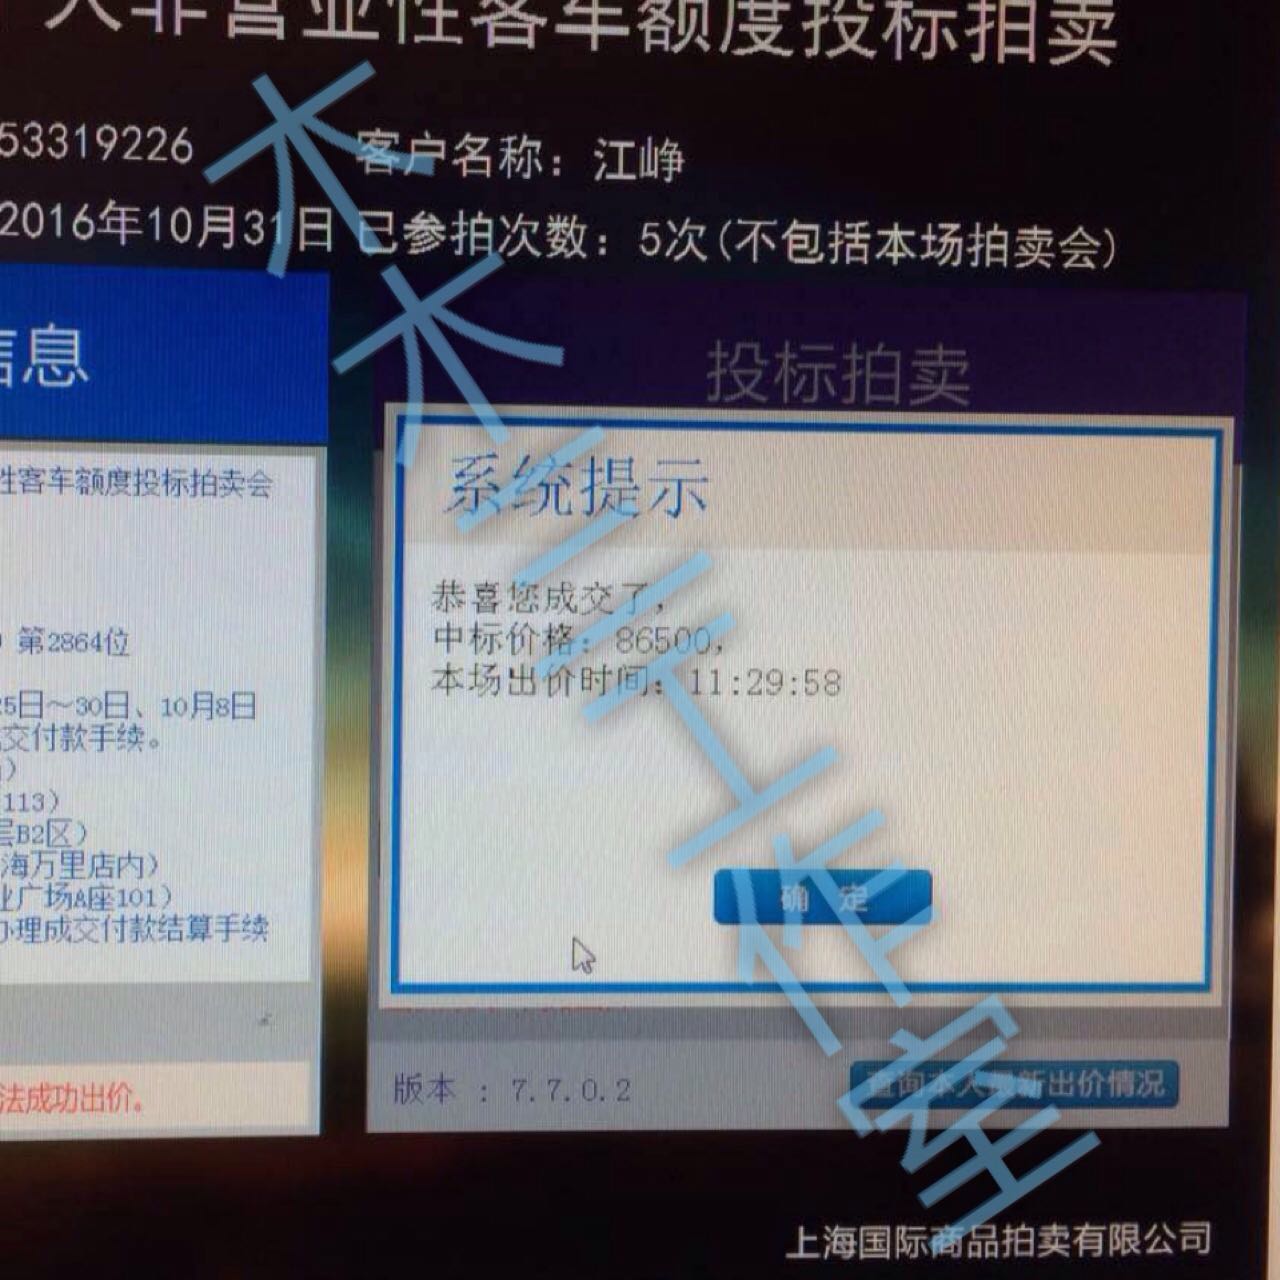 人非营业性客车额度投标拍卖
53319226 客户名称：江峥
2016年10月31日 已参拍次数：5次(不包括本场拍卖会)
信息
性客车额度投标拍卖会
第2864位
25日～30日、10月8日
交付款手续。
113）
层B2区）
海万里店内）
业广场A座101）
办理成交付款结算手续
法成功出价。
投标拍卖
系统提示
恭喜您成交了，
中标价格：86500，
本场出价时间：11:29:58
确 定
版本 ： 7.7.0.2
查询本人最新出价情况
上海国际商品拍卖有限公司
木木三工作室